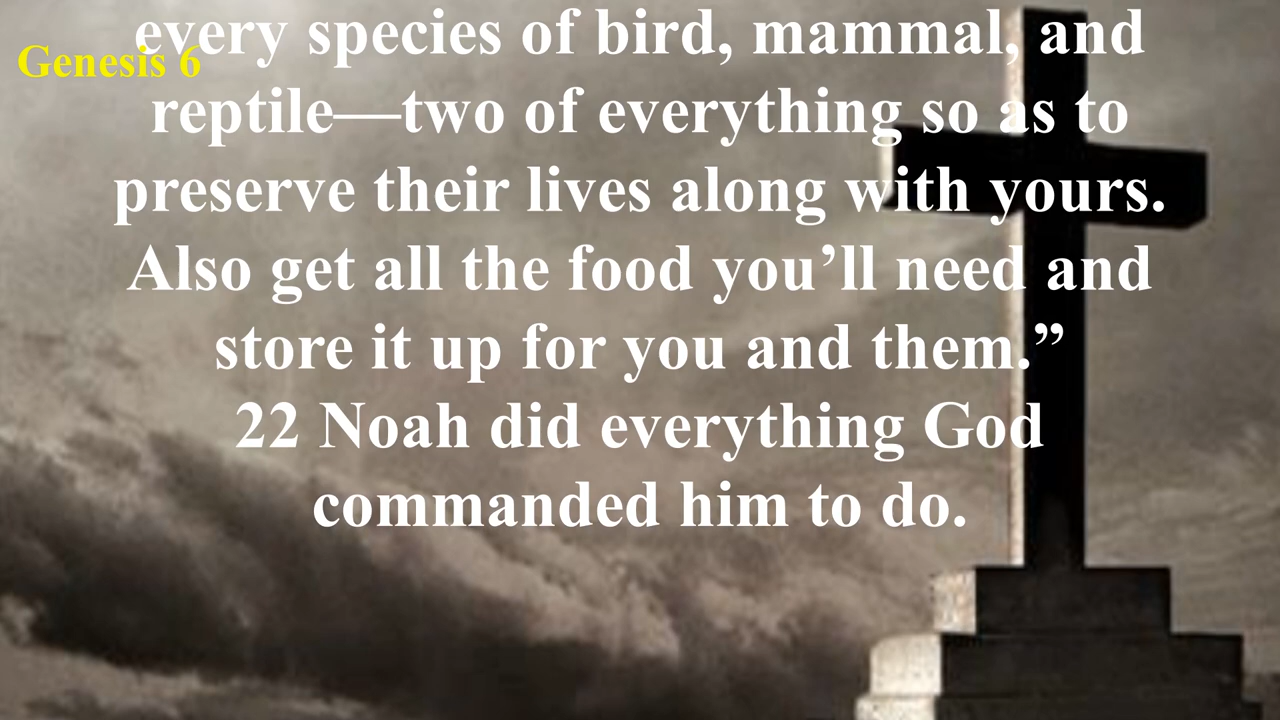 every species of bird, mammal, and
Genesis 6
reptile—two of everything so as to
preserve their lives along with yours.
Also get all the food you’ll need and
store it up for you and them.”
22 Noah did everything God
commanded him to do.